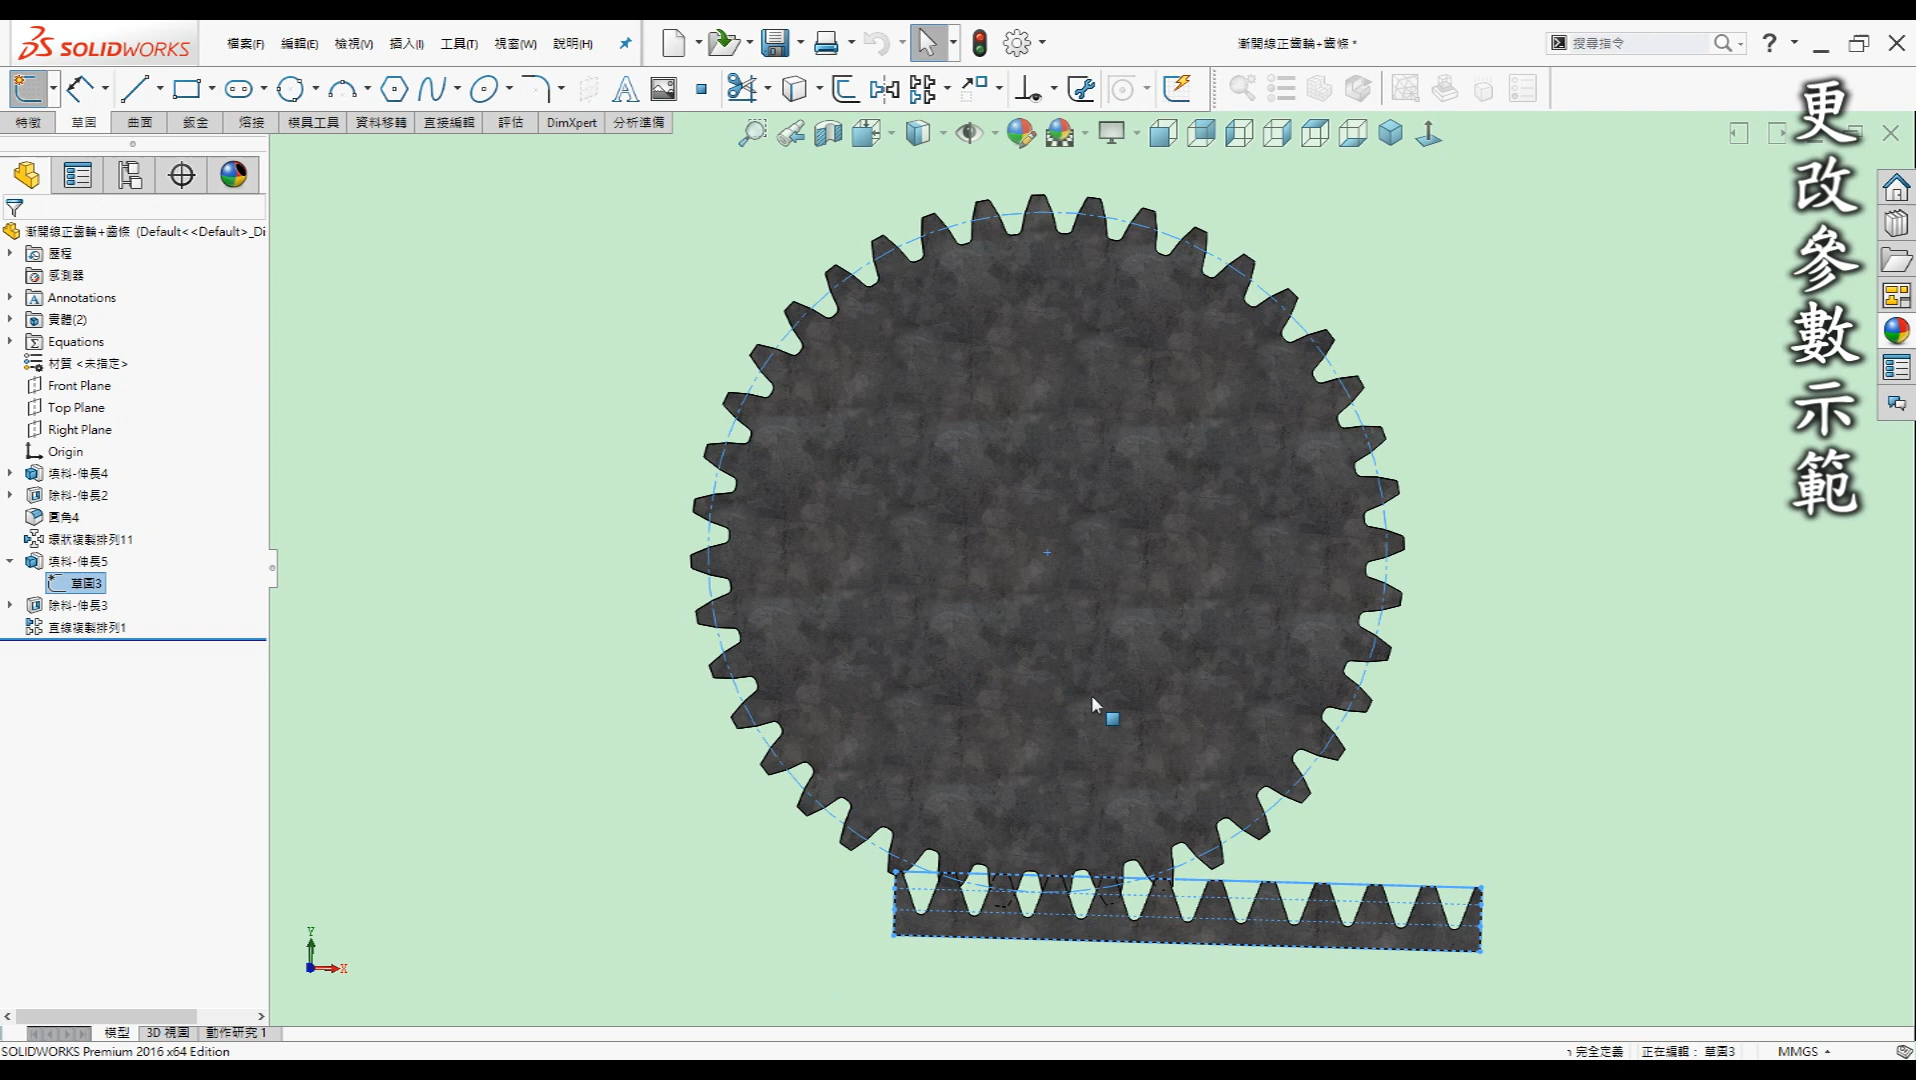 SOLIDWORKS
檔案(F) 編輯(E) 檢視(V) 插入(I) 工具(T) 視窗(W) 說明(H)
漸開線正齒輪+齒條 *
搜尋指令
特徵 草圖 曲面 鈑金 熔接 模具工具 資料移轉 直接編輯 評估 DimXpert 分析準備
漸開線正齒輪+齒條 (Default<<Default>_Di
歷程
感測器
Annotations
實體(2)
Equations
材質 <未指定>
Front Plane
Top Plane
Right Plane
Origin
填料-伸長4
除料-伸長2
圓角4
環狀複製排列11
填料-伸長5
草圖3
除料-伸長3
直線複製排列1
更改參數示範
Y
X
模型 3D 視圖 動作研究 1
SOLIDWORKS Premium 2016 x64 Edition
完全定義 正在編輯： 草圖3 MMGS